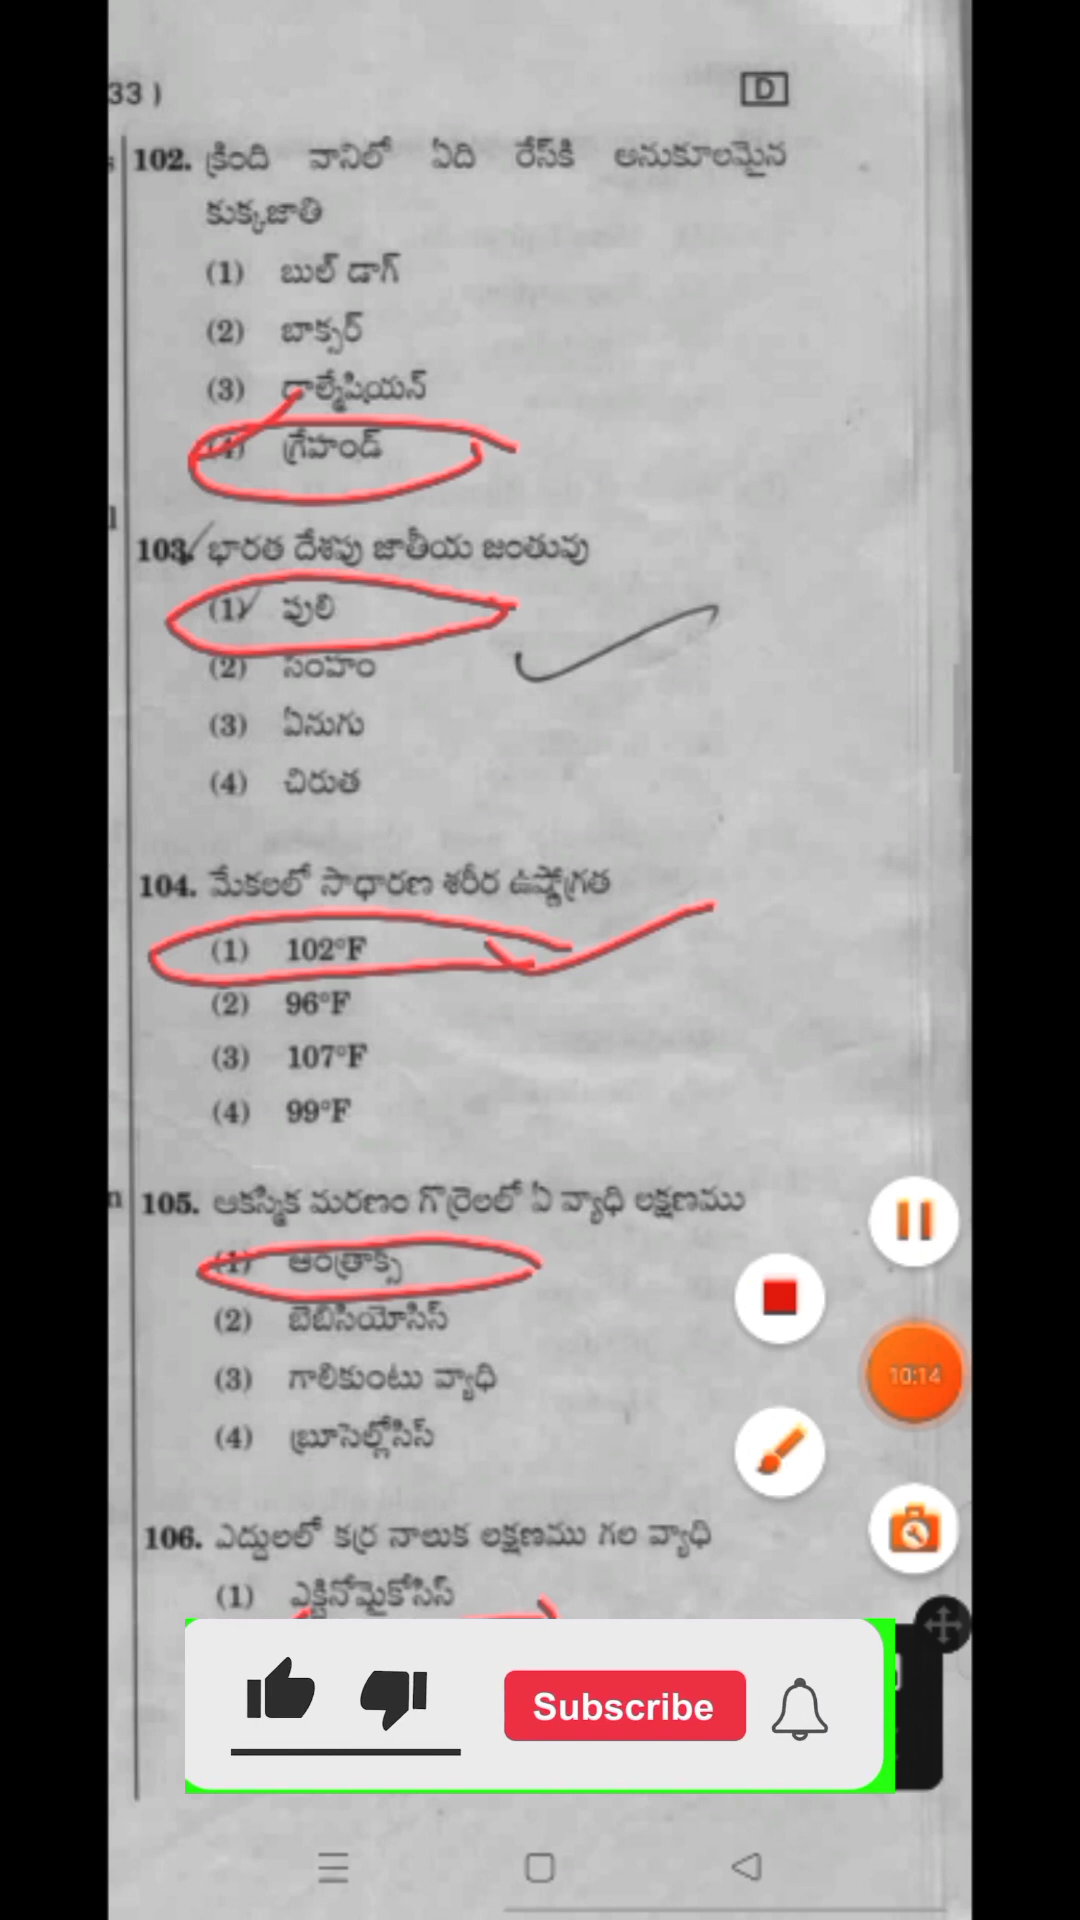 33 )
D
102. క్రింది వానిలో ఏది రేస్‌కి అనుకూలమైన
కుక్కజాతి
(1) బుల్ డాగ్
(2) బాక్సర్
(3) డాల్మేషియన్
(4) గ్రేహండ్
103. భారత దేశపు జాతీయ జంతువు
(1) పులి
(2) సింహం
(3) ఏనుగు
(4) చిరుత
104. మేకలలో సాధారణ శరీర ఉష్ణోగ్రత
(1) 102°F
(2) 96°F
(3) 107°F
(4) 99°F
105. ఆకస్మిక మరణం గొర్రెలలో ఏ వ్యాధి లక్షణము
(1) ఆంత్రాక్స్
(2) బెబిసియోసిస్
(3) గాలికుంటు వ్యాధి
(4) బ్రూసెల్లోసిస్
10:14
106. ఎద్దులలో కర్ర నాలుక లక్షణము గల వ్యాధి
(1) ఎక్టినోమైకోసిస్
Subscribe